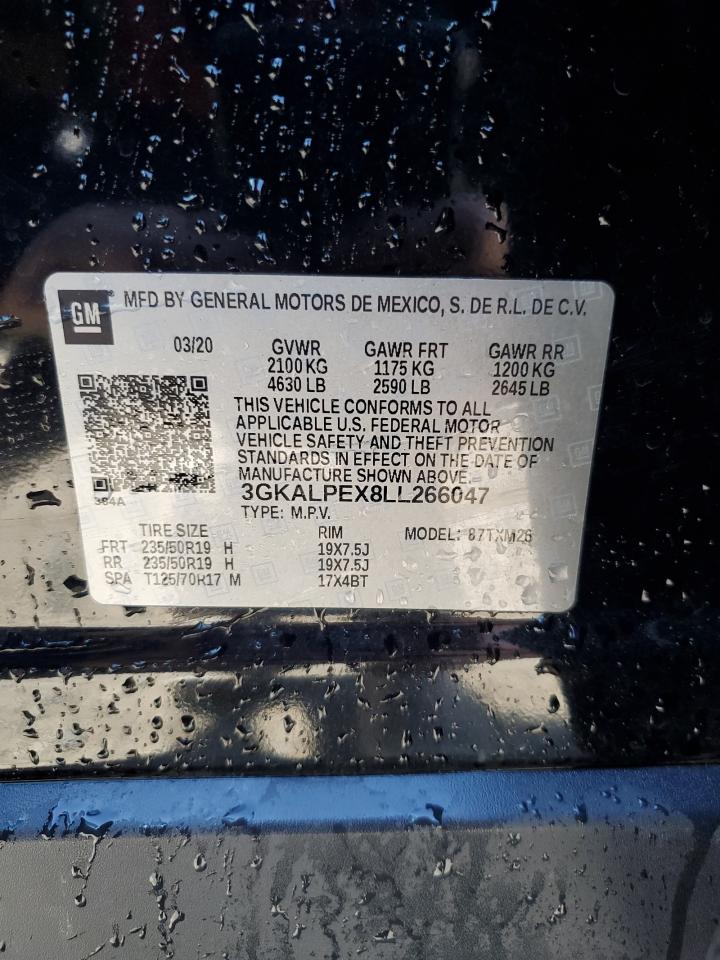 GM MFD BY GENERAL MOTORS DE MEXICO, S. DE R.L. DE C.V.
03/20 GVWR GAWR FRT GAWR RR
2100 KG 1175 KG 1200 KG
4630 LB 2590 LB 2645 LB
THIS VEHICLE CONFORMS TO ALL
APPLICABLE U.S. FEDERAL MOTOR
VEHICLE SAFETY AND THEFT PREVENTION
STANDARDS IN EFFECT ON THE DATE OF
MANUFACTURE SHOWN ABOVE.
3GKALPEX8LL266047
384A TYPE: M.P.V.
TIRE SIZE RIM MODEL: 87TXM26
FRT 235/50R19 H 19X7.5J
RR 235/50R19 H 19X7.5J
SPA T125/70R17 M 17X4BT